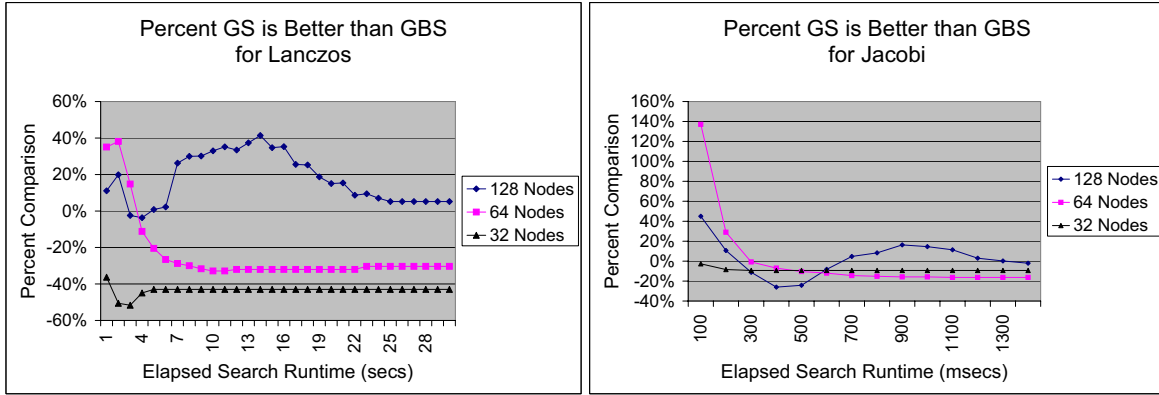 Percent GS is Better than GBS
for Lanczos
Percent Comparison
60%
40%
20%
0%
-20%
-40%
-60%
1
4
7
10
13
16
19
22
25
28
Elapsed Search Runtime (secs)
128 Nodes
64 Nodes
32 Nodes
Percent GS is Better than GBS
for Jacobi
Percent Comparison
160%
140%
120%
100%
80%
60%
40%
20%
0%
-20%
-40%
100
300
500
700
900
1100
1300
Elapsed Search Runtime (msecs)
128 Nodes
64 Nodes
32 Nodes